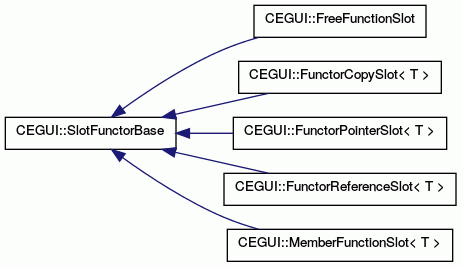 CEGUI::FreeFunctionSlot
CEGUI::FunctorCopySlot< T >
CEGUI::SlotFunctorBase
CEGUI::FunctorPointerSlot< T >
CEGUI::FunctorReferenceSlot< T >
CEGUI::MemberFunctionSlot< T >